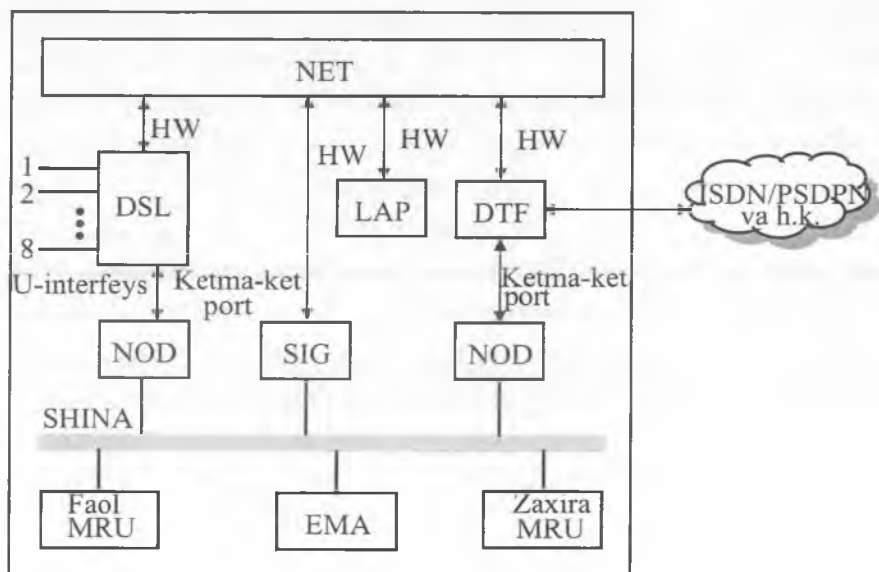 NET
HW
HW
HW
HW
1
2
8
DSL
LAP
DTF
ISDN/PSDPN
va h.k.
U-interfeys
Ketma-ket
port
Ketma-ket
port
NOD
SIG
NOD
SHINA
Faol
MRU
EMA
Zaxira
MRU